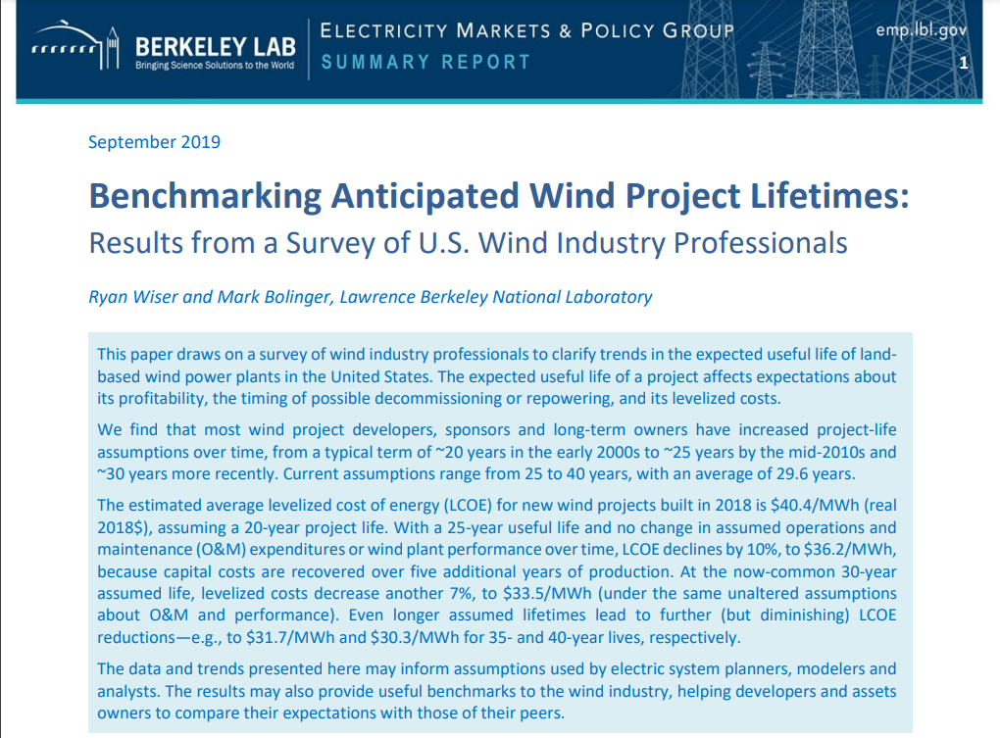 BERKELEY LAB
Bringing Science Solutions to the World
ELECTRICITY MARKETS & POLICY GROUP
SUMMARY REPORT
emp.lbl.gov
1
September 2019
Benchmarking Anticipated Wind Project Lifetimes:
Results from a Survey of U.S. Wind Industry Professionals
Ryan Wiser and Mark Bolinger, Lawrence Berkeley National Laboratory
This paper draws on a survey of wind industry professionals to clarify trends in the expected useful life of land-
based wind power plants in the United States. The expected useful life of a project affects expectations about
its profitability, the timing of possible decommissioning or repowering, and its levelized costs.
We find that most wind project developers, sponsors and long-term owners have increased project-life
assumptions over time, from a typical term of ~20 years in the early 2000s to ~25 years by the mid-2010s and
~30 years more recently. Current assumptions range from 25 to 40 years, with an average of 29.6 years.
The estimated average levelized cost of energy (LCOE) for new wind projects built in 2018 is $40.4/MWh (real
2018$), assuming a 20-year project life. With a 25-year useful life and no change in assumed operations and
maintenance (O&M) expenditures or wind plant performance over time, LCOE declines by 10%, to $36.2/MWh,
because capital costs are recovered over five additional years of production. At the now-common 30-year
assumed life, levelized costs decrease another 7%, to $33.5/MWh (under the same unaltered assumptions
about O&M and performance). Even longer assumed lifetimes lead to further (but diminishing) LCOE
reductions—e.g., to $31.7/MWh and $30.3/MWh for 35- and 40-year lives, respectively.
The data and trends presented here may inform assumptions used by electric system planners, modelers and
analysts. The results may also provide useful benchmarks to the wind industry, helping developers and assets
owners to compare their expectations with those of their peers.